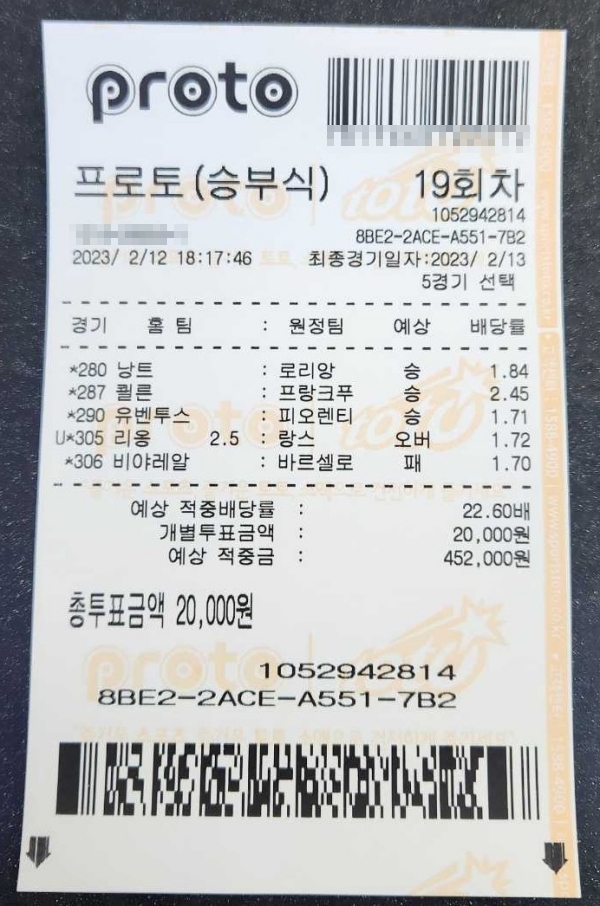 proto
프로토(승부식) 19회차
1052942814
8BE2-2ACE-A551-7B2
2023/ 2/12 18:17:46 최종경기일자:2023/ 2/13
5경기 선택
경기 홈 팀 : 원정팀 예상 배당률
*280 낭트 : 로리앙 승 1.84
*287 퀼른 : 프랑크푸 승 2.45
*290 유벤투스 : 피오렌티 승 1.71
U*305 리옹 2.5 : 랑스 오버 1.72
*306 비야레알 : 바르셀로 패 1.70
예상 적중배당률 : 22.60배
개별투표금액 : 20,000원
예상 적중금 : 452,000원
총투표금액 20,000원
1052942814
8BE2-2ACE-A551-7B2